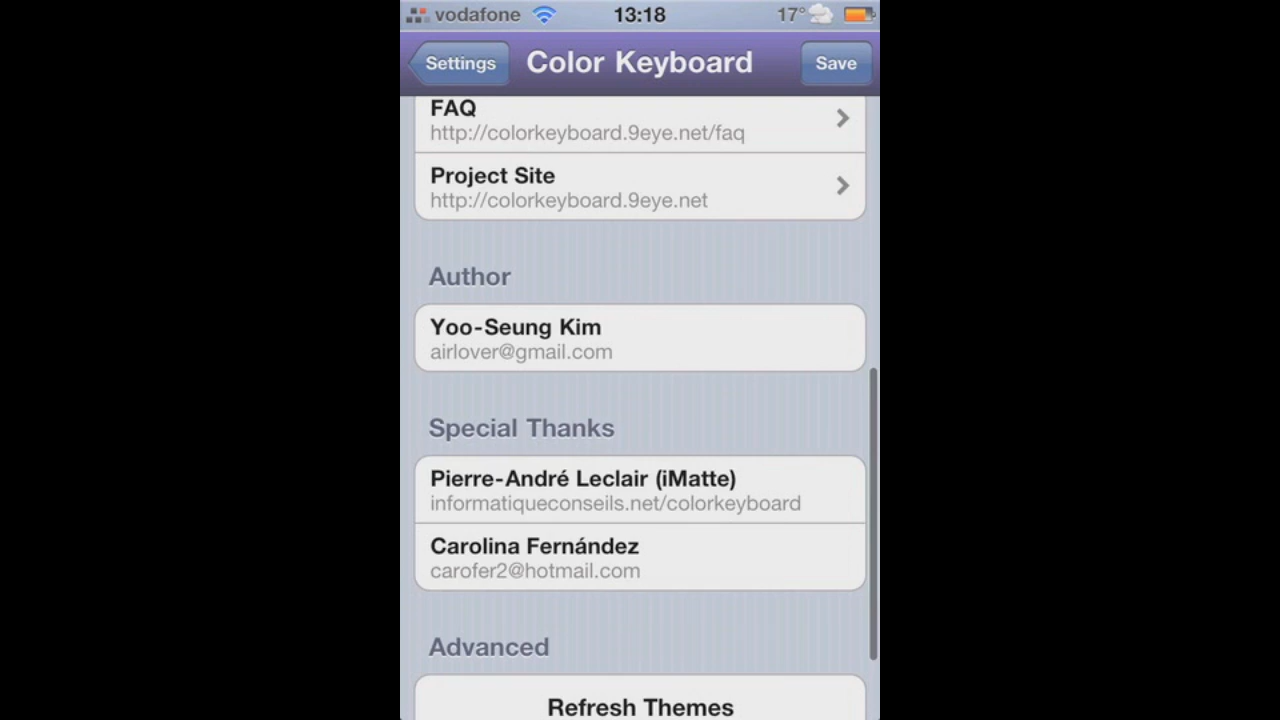 vodafone 13:18 17°
Settings Color Keyboard Save
FAQ
http://colorkeyboard.9eye.net/faq
Project Site
http://colorkeyboard.9eye.net
Author
Yoo-Seung Kim
airlover@gmail.com
Special Thanks
Pierre-André Leclair (iMatte)
informatiqueconseils.net/colorkeyboard
Carolina Fernández
carofer2@hotmail.com
Advanced
Refresh Themes